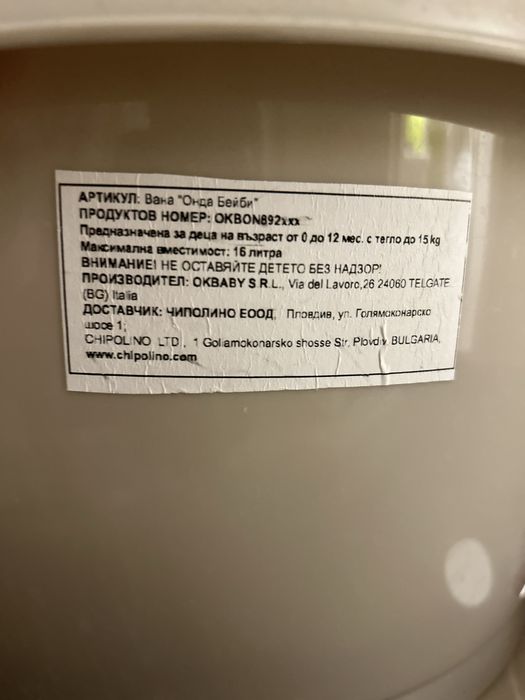 АРТИКУЛ: Вана "Онда Бейби"
ПРОДУКТОВ НОМЕР: OKBON892xxx
Предназначена за деца на възраст от 0 до 12 мес. с тегло до 15 kg
Максимална вместимост: 16 литра
ВНИМАНИЕ! НЕ ОСТАВЯЙТЕ ДЕТЕТО БЕЗ НАДЗОР!
ПРОИЗВОДИТЕЛ: OKBABY S R.L., Via del Lavoro,26 24060 TELGATE
(BG) Italia
ДОСТАВЧИК: ЧИПОЛИНО ЕООД, Пловдив, ул. Голямоконарско
шосе 1;
CHIPOLINO LTD., 1 Goliamokonarsko shosse Str. Plovdiv, BULGARIA,
www.chipolino.com